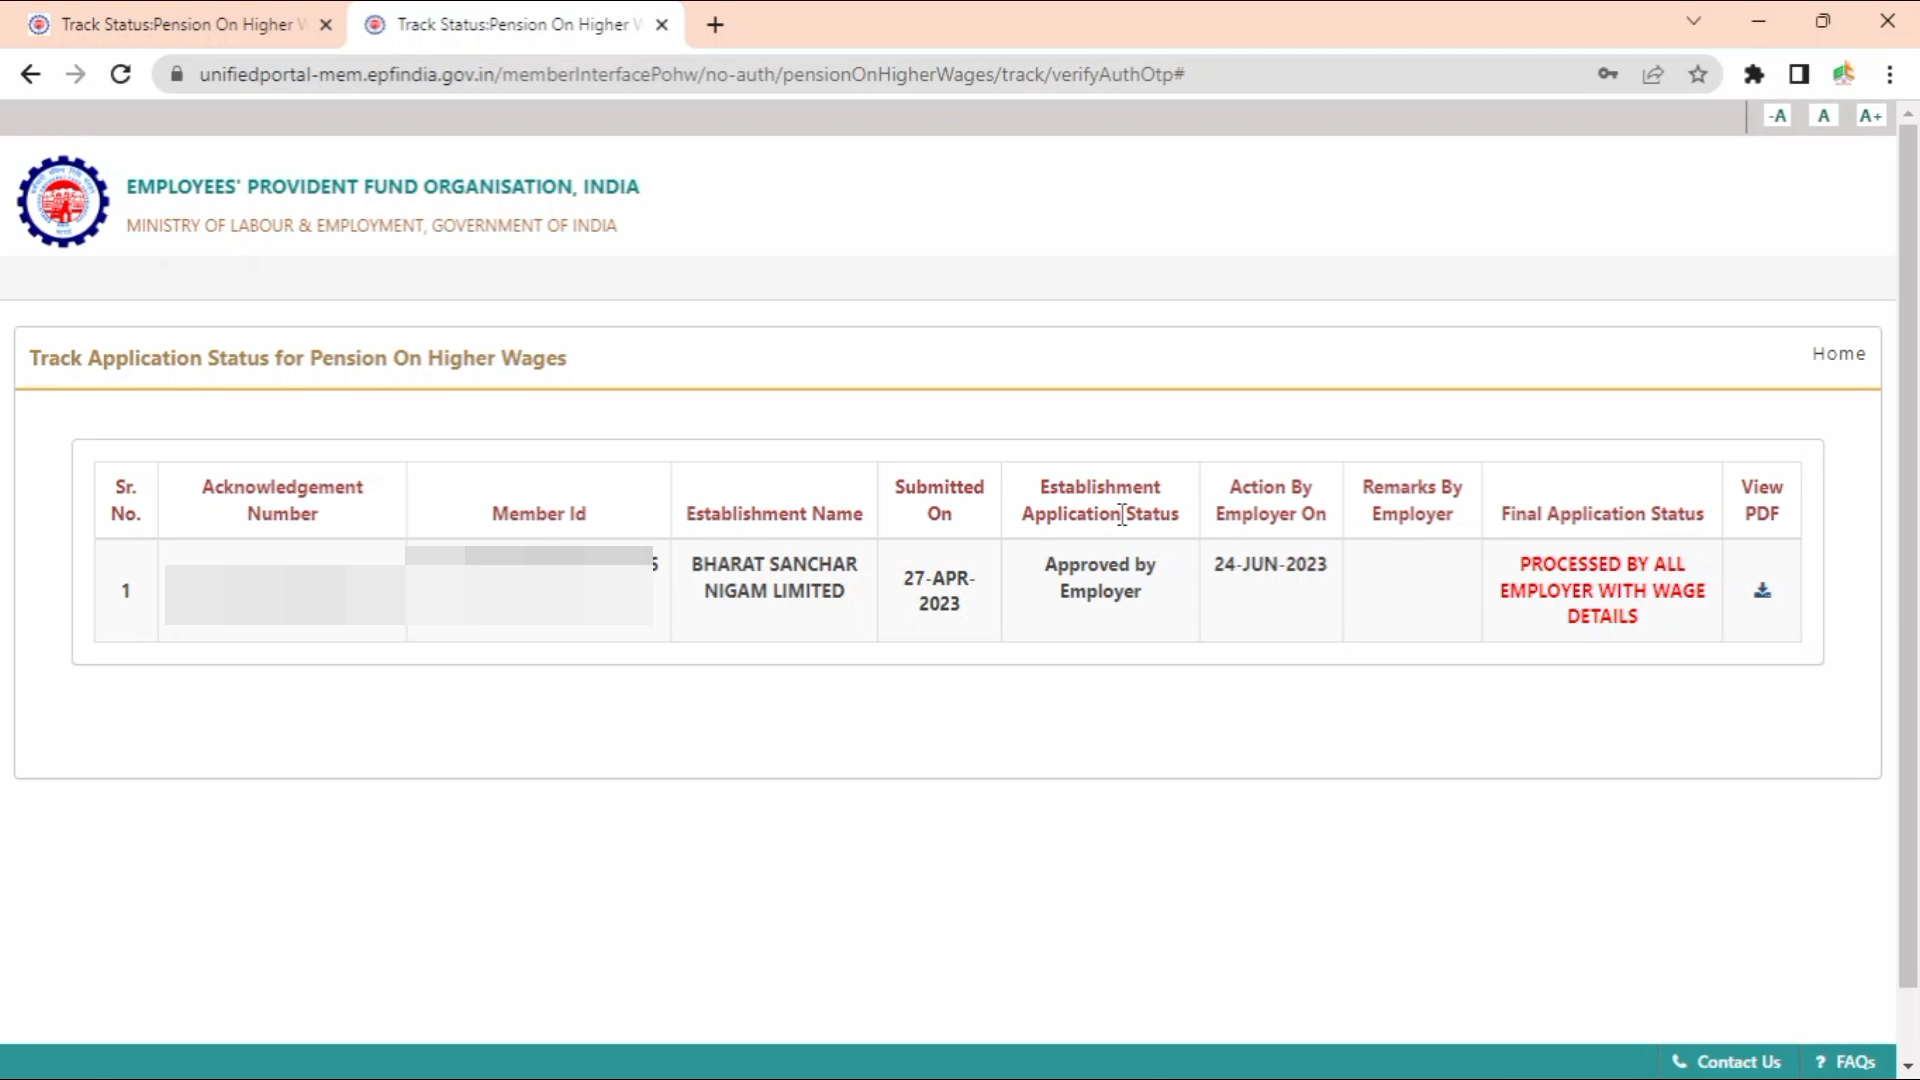 Track Status:Pension On Higher W
Track Status:Pension On Higher W
unifiedportal-mem.epfindia.gov.in/memberInterfacePohw/no-auth/pensionOnHigherWages/track/verifyAuthOtp#
-A A A+
EMPLOYEES' PROVIDENT FUND ORGANISATION, INDIA
MINISTRY OF LABOUR & EMPLOYMENT, GOVERNMENT OF INDIA
Track Application Status for Pension On Higher Wages
Home
Sr.
No.
Acknowledgement
Number
Member Id
Establishment Name
Submitted
On
Establishment
Application Status
Action By
Employer On
Remarks By
Employer
Final Application Status
View
PDF
1
BHARAT SANCHAR
NIGAM LIMITED
27-APR-
2023
Approved by
Employer
24-JUN-2023
PROCESSED BY ALL
EMPLOYER WITH WAGE
DETAILS
Contact Us
? FAQs